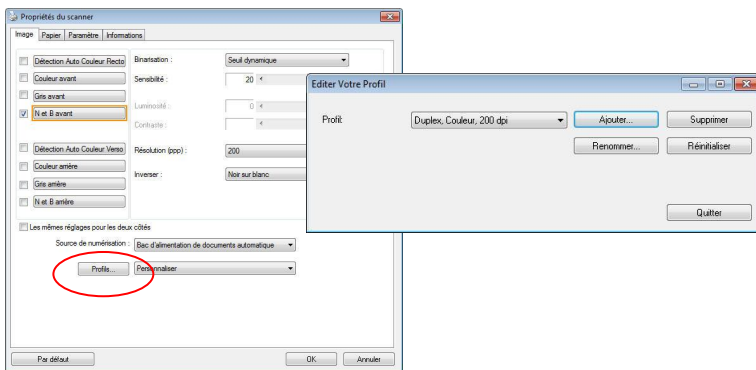 Propriétés du scanner
Image Papier Paramètre Informations
Détection Auto Couleur Recto
Couleur avant
Gris avant
N et B avant
Détection Auto Couleur Verso
Couleur arrière
Gris arrière
N et B arrière
Binarisation : Seuil dynamique
Sensibilité : 20
Luminosité : 0
Contraste :
Résolution (ppp) : 200
Inverser : Noir sur blanc
Les mêmes réglages pour les deux côtés
Source de numérisation : Bac d'alimentation de documents automatique
Profils... Personnaliser
Par défaut OK Annuler
Editer Votre Profil
Profil: Duplex, Couleur, 200 dpi Ajouter... Supprimer
Renommer... Réinitialiser
Quitter